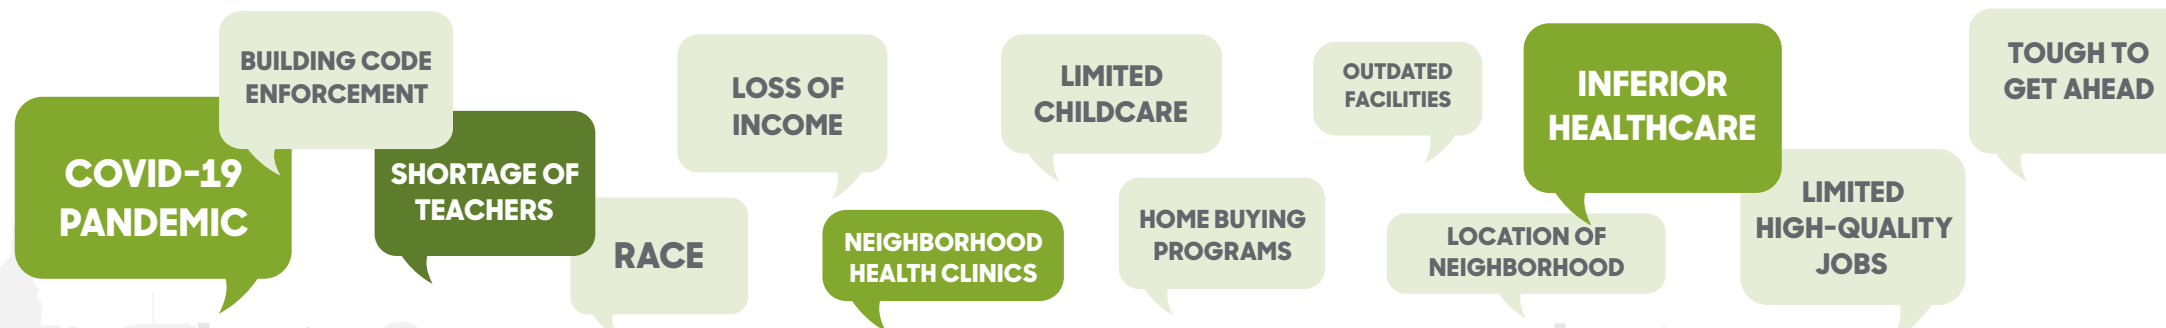 COVID-19
PANDEMIC
BUILDING CODE
ENFORCEMENT
SHORTAGE OF
TEACHERS
RACE
LOSS OF
INCOME
NEIGHBORHOOD
HEALTH CLINICS
LIMITED
CHILDCARE
HOME BUYING
PROGRAMS
OUTDATED
FACILITIES
LOCATION OF
NEIGHBORHOOD
INFERIOR
HEALTHCARE
LIMITED
HIGH-QUALITY
JOBS
TOUGH TO
GET AHEAD